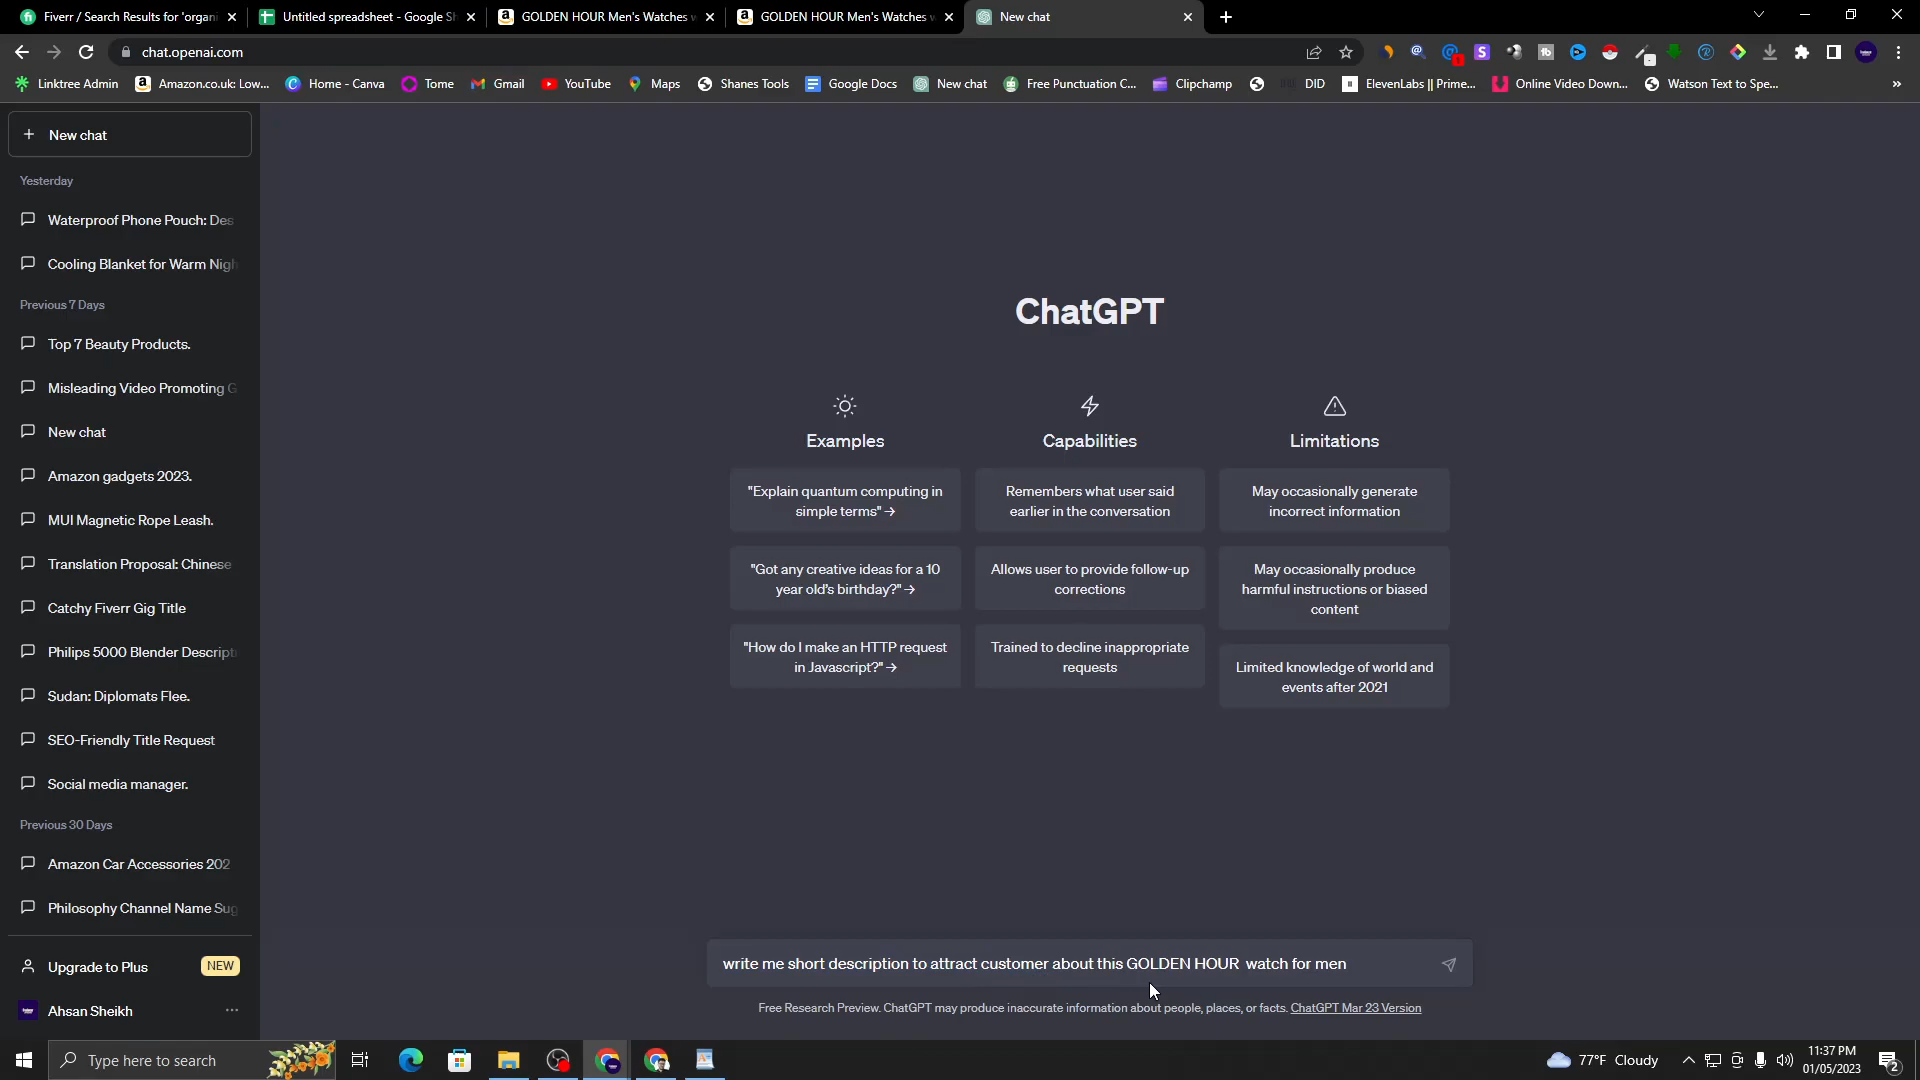 Fiverr / Search Results for 'organi
Untitled spreadsheet - Google Sh
GOLDEN HOUR Men's Watches w
GOLDEN HOUR Men's Watches w
New chat
chat.openai.com
Linktree Admin
Amazon.co.uk: Low...
Home - Canva
Tome
Gmail
YouTube
Maps
Shanes Tools
Google Docs
New chat
Free Punctuation C...
Clipchamp
DID
ElevenLabs || Prime...
Online Video Down...
Watson Text to Spe...
»
+ New chat
Yesterday
Waterproof Phone Pouch: Des
Cooling Blanket for Warm Nigh
Previous 7 Days
Top 7 Beauty Products.
Misleading Video Promoting G
New chat
Amazon gadgets 2023.
MUI Magnetic Rope Leash.
Translation Proposal: Chinese
Catchy Fiverr Gig Title
Philips 5000 Blender Descripti
Sudan: Diplomats Flee.
SEO-Friendly Title Request
Social media manager.
Previous 30 Days
Amazon Car Accessories 202
Philosophy Channel Name Sug
Upgrade to Plus
NEW
Ahsan Sheikh
ChatGPT
Examples
"Explain quantum computing in
simple terms" →
"Got any creative ideas for a 10
year old's birthday?" →
"How do I make an HTTP request
in Javascript?" →
Capabilities
Remembers what user said
earlier in the conversation
Allows user to provide follow-up
corrections
Trained to decline inappropriate
requests
Limitations
May occasionally generate
incorrect information
May occasionally produce
harmful instructions or biased
content
Limited knowledge of world and
events after 2021
write me short description to attract customer about this GOLDEN HOUR  watch for men
Free Research Preview. ChatGPT may produce inaccurate information about people, places, or facts. ChatGPT Mar 23 Version
Type here to search
77°F Cloudy
11:37 PM
01/05/2023
2